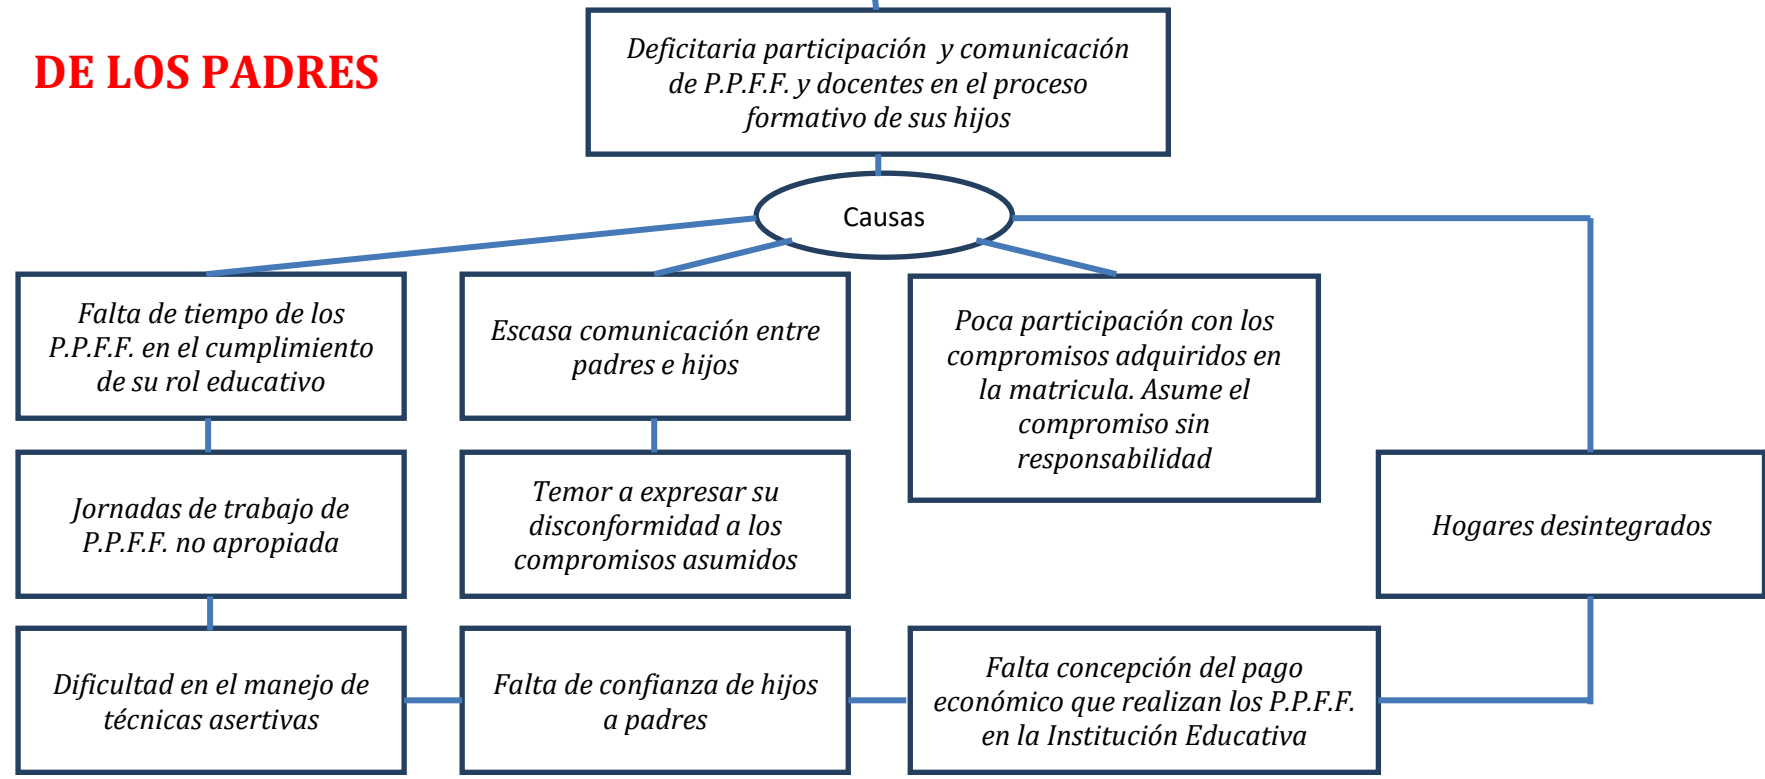 DE LOS PADRES
Deficitaria participación y comunicación
de P.P.F.F. y docentes en el proceso
formativo de sus hijos
Causas
Falta de tiempo de los
P.P.F.F. en el cumplimiento
de su rol educativo
Escasa comunicación entre
padres e hijos
Poca participación con los
compromisos adquiridos en
la matricula. Asume el
compromiso sin
responsabilidad
Jornadas de trabajo de
P.P.F.F. no apropiada
Temor a expresar su
disconformidad a los
compromisos asumidos
Hogares desintegrados
Dificultad en el manejo de
técnicas asertivas
Falta de confianza de hijos
a padres
Falta concepción del pago
económico que realizan los P.P.F.F.
en la Institución Educativa